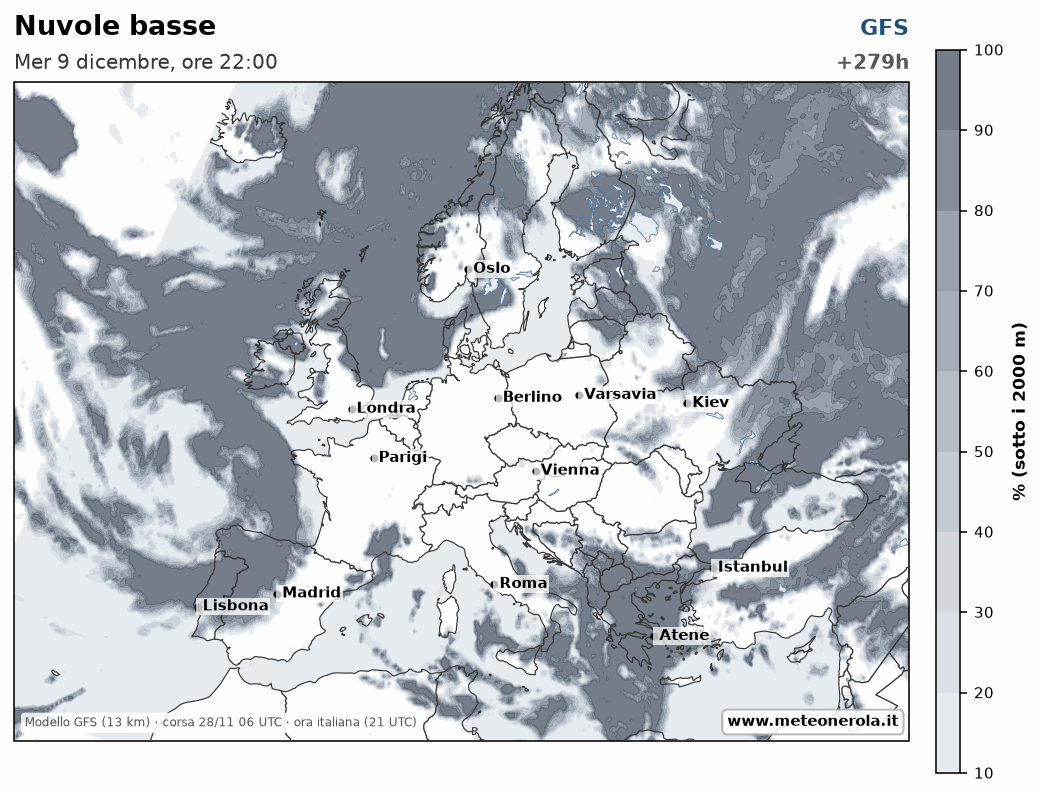 Nuvole basse
GFS
Mer 9 dicembre, ore 22:00
+279h
Oslo
Londra
Berlino
Varsavia
Kiev
Parigi
Vienna
Istanbul
Roma
Madrid
Lisbona
Atene
Modello GFS (13 km) · corsa 28/11 06 UTC · ora italiana (21 UTC)
www.meteonerola.it
100
90
80
70
60
50
40
30
20
10
% (sotto i 2000 m)